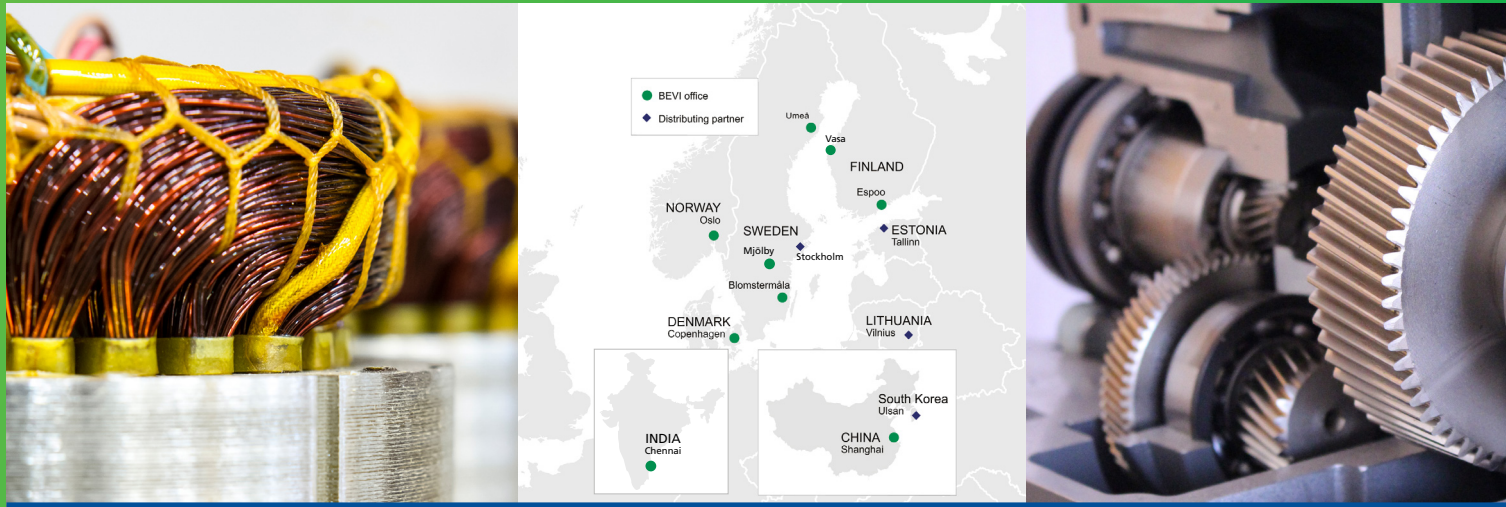 BEVI office
Distributing partner
Umeå
Vasa
FINLAND
Espoo
NORWAY
Oslo
SWEDEN
ESTONIA
Tallinn
Mjölby
Stockholm
Blomstermåla
DENMARK
Copenhagen
LITHUANIA
Vilnius
INDIA
Chennai
South Korea
Ulsan
CHINA
Shanghai